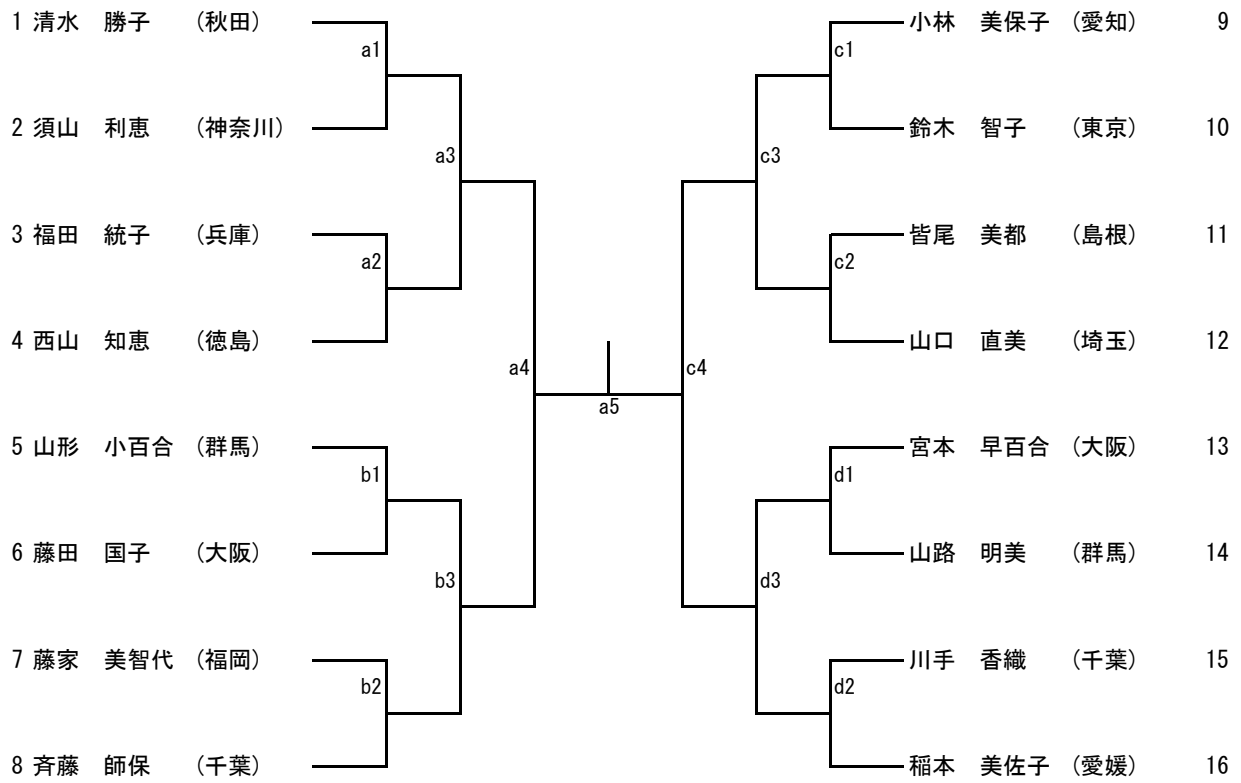 1 清水 勝子 (秋田)
a1
2 須山 利恵 (神奈川)
a3
3 福田 統子 (兵庫)
a2
4 西山 知恵 (徳島)
a4
5 山形 小百合 (群馬)
b1
6 藤田 国子 (大阪)
b3
7 藤家 美智代 (福岡)
b2
8 斉藤 師保 (千葉)
a5
小林 美保子 (愛知) 9
c1
鈴木 智子 (東京) 10
c3
皆尾 美都 (島根) 11
c2
山口 直美 (埼玉) 12
c4
宮本 早百合 (大阪) 13
d1
山路 明美 (群馬) 14
d3
川手 香織 (千葉) 15
d2
稲本 美佐子 (愛媛) 16